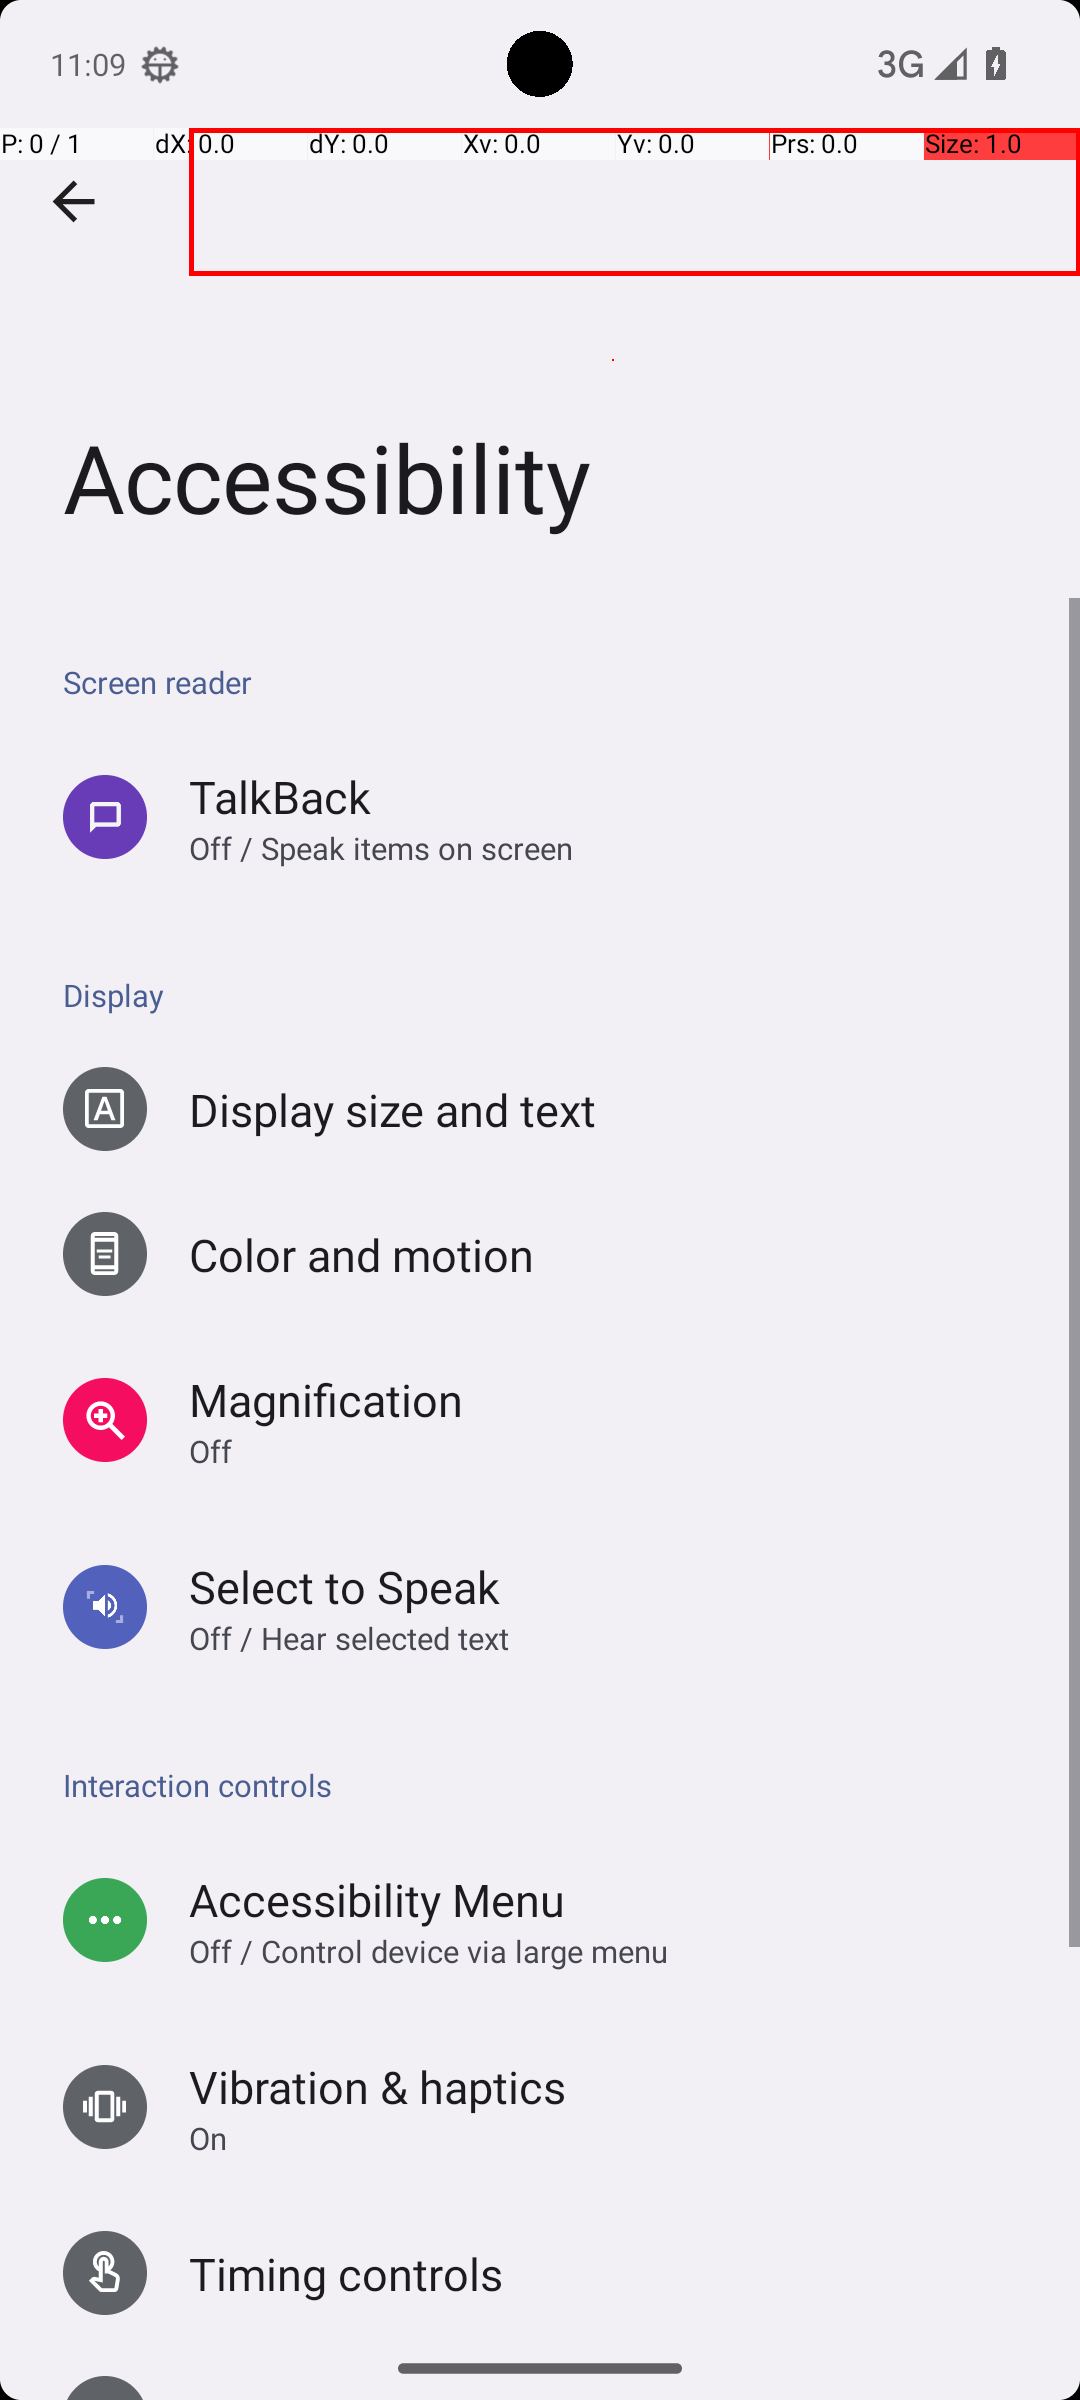 11:09 3G
P: 0 / 1 dX: 0.0 dY: 0.0 Xv: 0.0 Yv: 0.0 Prs: 0.0 Size: 1.0
Accessibility
Screen reader
TalkBack
Off / Speak items on screen
Display
Display size and text
Color and motion
Magnification
Off
Select to Speak
Off / Hear selected text
Interaction controls
Accessibility Menu
Off / Control device via large menu
Vibration & haptics
On
Timing controls